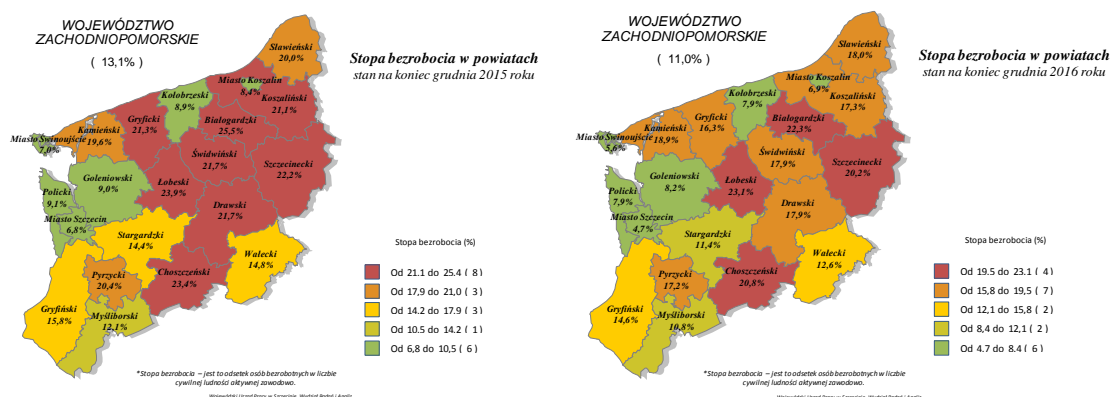 WOJEWÓDZTWO
ZACHODNIOPOMORSKIE
( 13,1%)
Stopa bezrobocia w powiatach
stan na koniec grudnia 2015 roku
Sławieński
20,0%
Miasto Koszalin
8,4%
Koszaliński
21,1%
Kołobrzeski
8,9%
Białogardzki
25,5%
Gryficki
21,3%
Kamieński
19,6%
Miasto Świnoujście
7,0%
Świdwiński
21,7%
Szczecinecki
22,2%
Goleniowski
9,0%
Łobeski
23,9%
Policki
9,1%
Miasto Szczecin
6,8%
Drawski
21,7%
Stargardzki
14,4%
Wałecki
14,8%
Choszczeński
23,4%
Pyrzycki
20,4%
Gryfiński
15,8%
Myśliborski
12,1%
Stopa bezrobocia (%)
Od 21.1 do 25.4 ( 8)
Od 17,9 do 21,0 ( 3)
Od 14.2 do 17.9 ( 3)
Od 10.5 do 14.2 ( 1)
Od 6,8 do 10,5 ( 6)
*Stopa bezrobocia – jest to odsetek osób bezrobotnych w liczbie
cywilnej ludności aktywnej zawodowo.
WOJEWÓDZTWO
ZACHODNIOPOMORSKIE
( 11,0%)
Stopa bezrobocia w powiatach
stan na koniec grudnia 2016 roku
Sławieński
18,0%
Miasto Koszalin
6,9%
Koszaliński
17,3%
Kołobrzeski
7,9%
Białogardzki
22,3%
Gryficki
16,3%
Kamieński
18,9%
Miasto Świnoujście
5,6%
Świdwiński
17,9%
Szczecinecki
20,2%
Goleniowski
8,2%
Łobeski
23,1%
Policki
7,9%
Miasto Szczecin
4,7%
Drawski
17,9%
Stargardzki
11,4%
Wałecki
12,6%
Choszczeński
20,8%
Pyrzycki
17,2%
Gryfiński
14,6%
Myśliborski
10,8%
Stopa bezrobocia (%)
Od 19.5 do 23.1 ( 4)
Od 15,8 do 19,5 ( 7)
Od 12,1 do 15,8 ( 2)
Od 8,4 do 12,1 ( 2)
Od 4.7 do 8.4 ( 6)
*Stopa bezrobocia – jest to odsetek osób bezrobotnych w liczbie
cywilnej ludności aktywnej zawodowo.